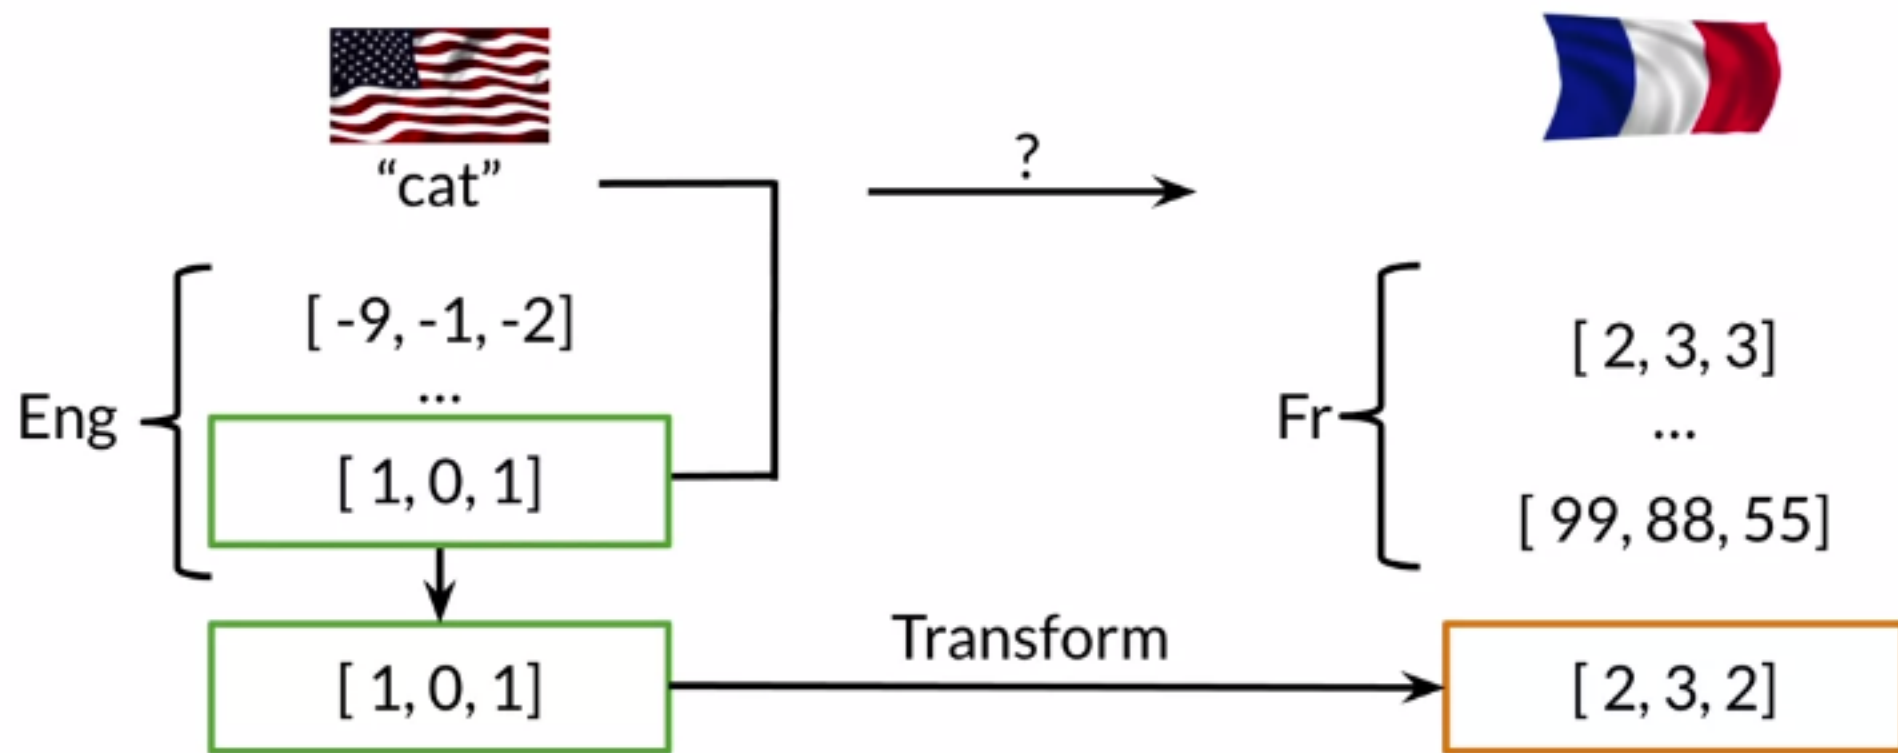 “cat”
?
Eng
[ -9, -1, -2]
...
[ 1, 0, 1]
Fr
[ 2, 3, 3]
...
[ 99, 88, 55]
[ 1, 0, 1]
Transform
[ 2, 3, 2]